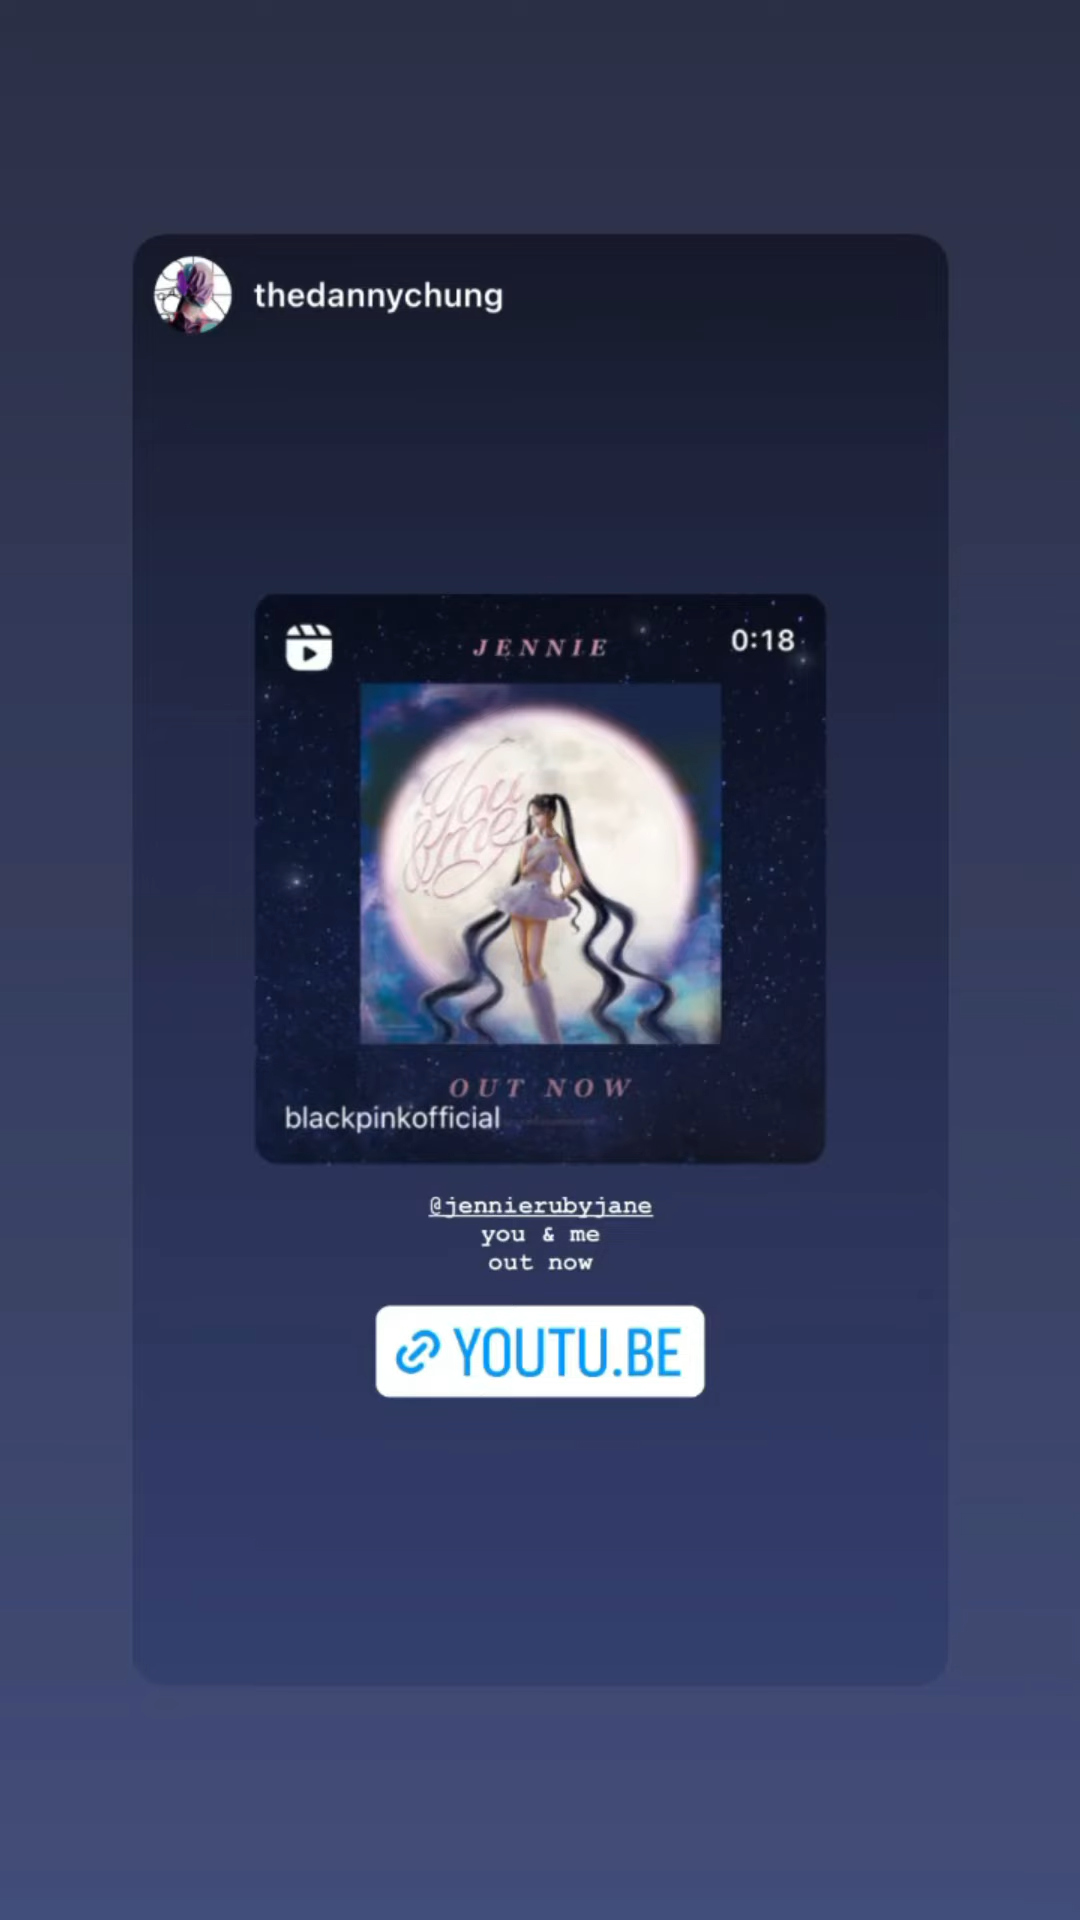 thedannychung
JENNIE
0:18
You
&me
OUT NOW
blackpinkofficial
@jennierubyjane
you & me
out now
YOUTU.BE